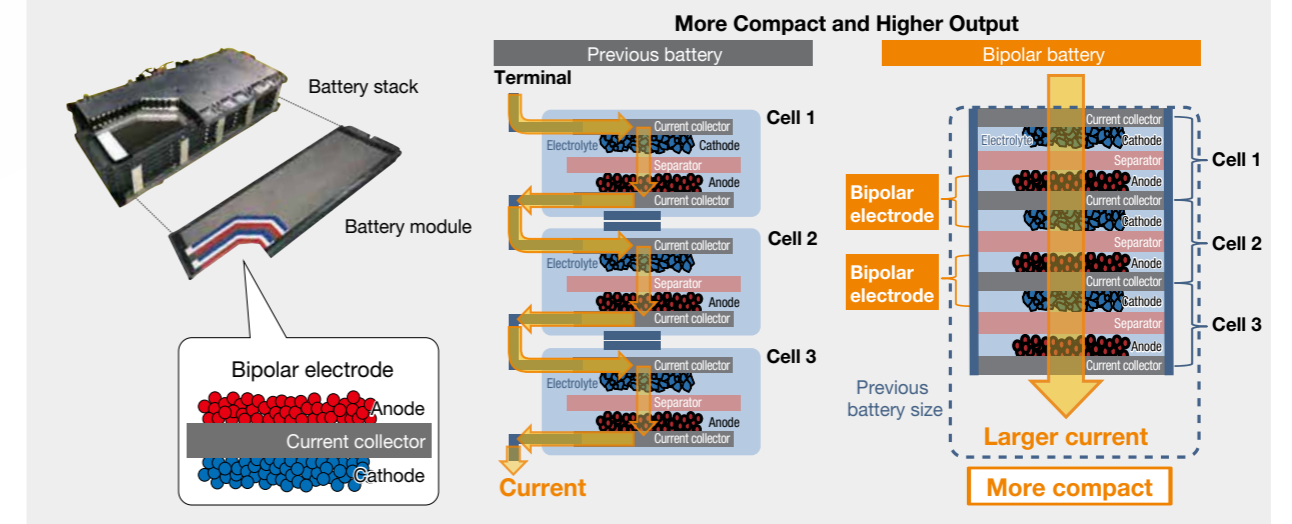 More Compact and Higher Output
Battery stack
Battery module
Bipolar electrode
Anode
Current collector
Cathode
Previous battery
Terminal
Cell 1
Current collector
Electrolyte
Cathode
Separator
Anode
Current collector
Cell 2
Current collector
Electrolyte
Cathode
Separator
Anode
Current collector
Cell 3
Current collector
Electrolyte
Cathode
Separator
Anode
Current collector
Current
Bipolar battery
Current collector
Electrolyte
Cathode
Separator
Anode
Current collector
Cathode
Separator
Anode
Current collector
Cathode
Separator
Anode
Current collector
Cell 1
Cell 2
Cell 3
Bipolar
electrode
Bipolar
electrode
Previous
battery size
Larger current
More compact